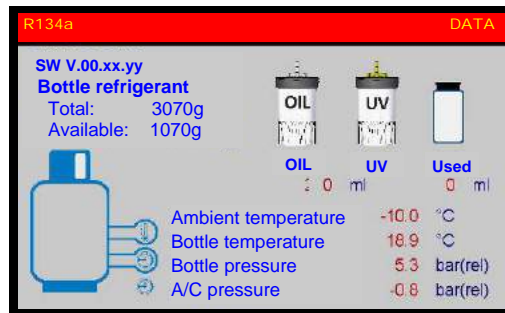 R134a DATA
SW V.00.xx.yy
Bottle refrigerant
Total: 3070g
Available: 1070g
OIL UV
OIL UV Used
0 ml 0 ml
Ambient temperature -10.0 °C
Bottle temperature 18.9 °C
Bottle pressure 5.3 bar(rel)
A/C pressure -0.8 bar(rel)